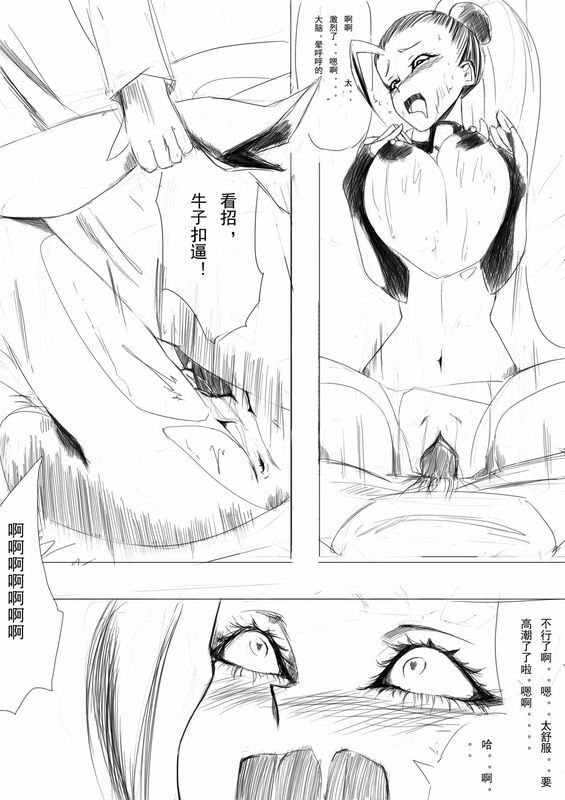 啊啊
激烈了。。嗯啊。。。太
大脑。晕呼呼的
看招，
牛子扣逼！
啊啊啊啊啊啊啊
不行了啊。。嗯。。太舒服。。要
高潮了了啦。嗯啊。。。。
哈。。啊。
。。